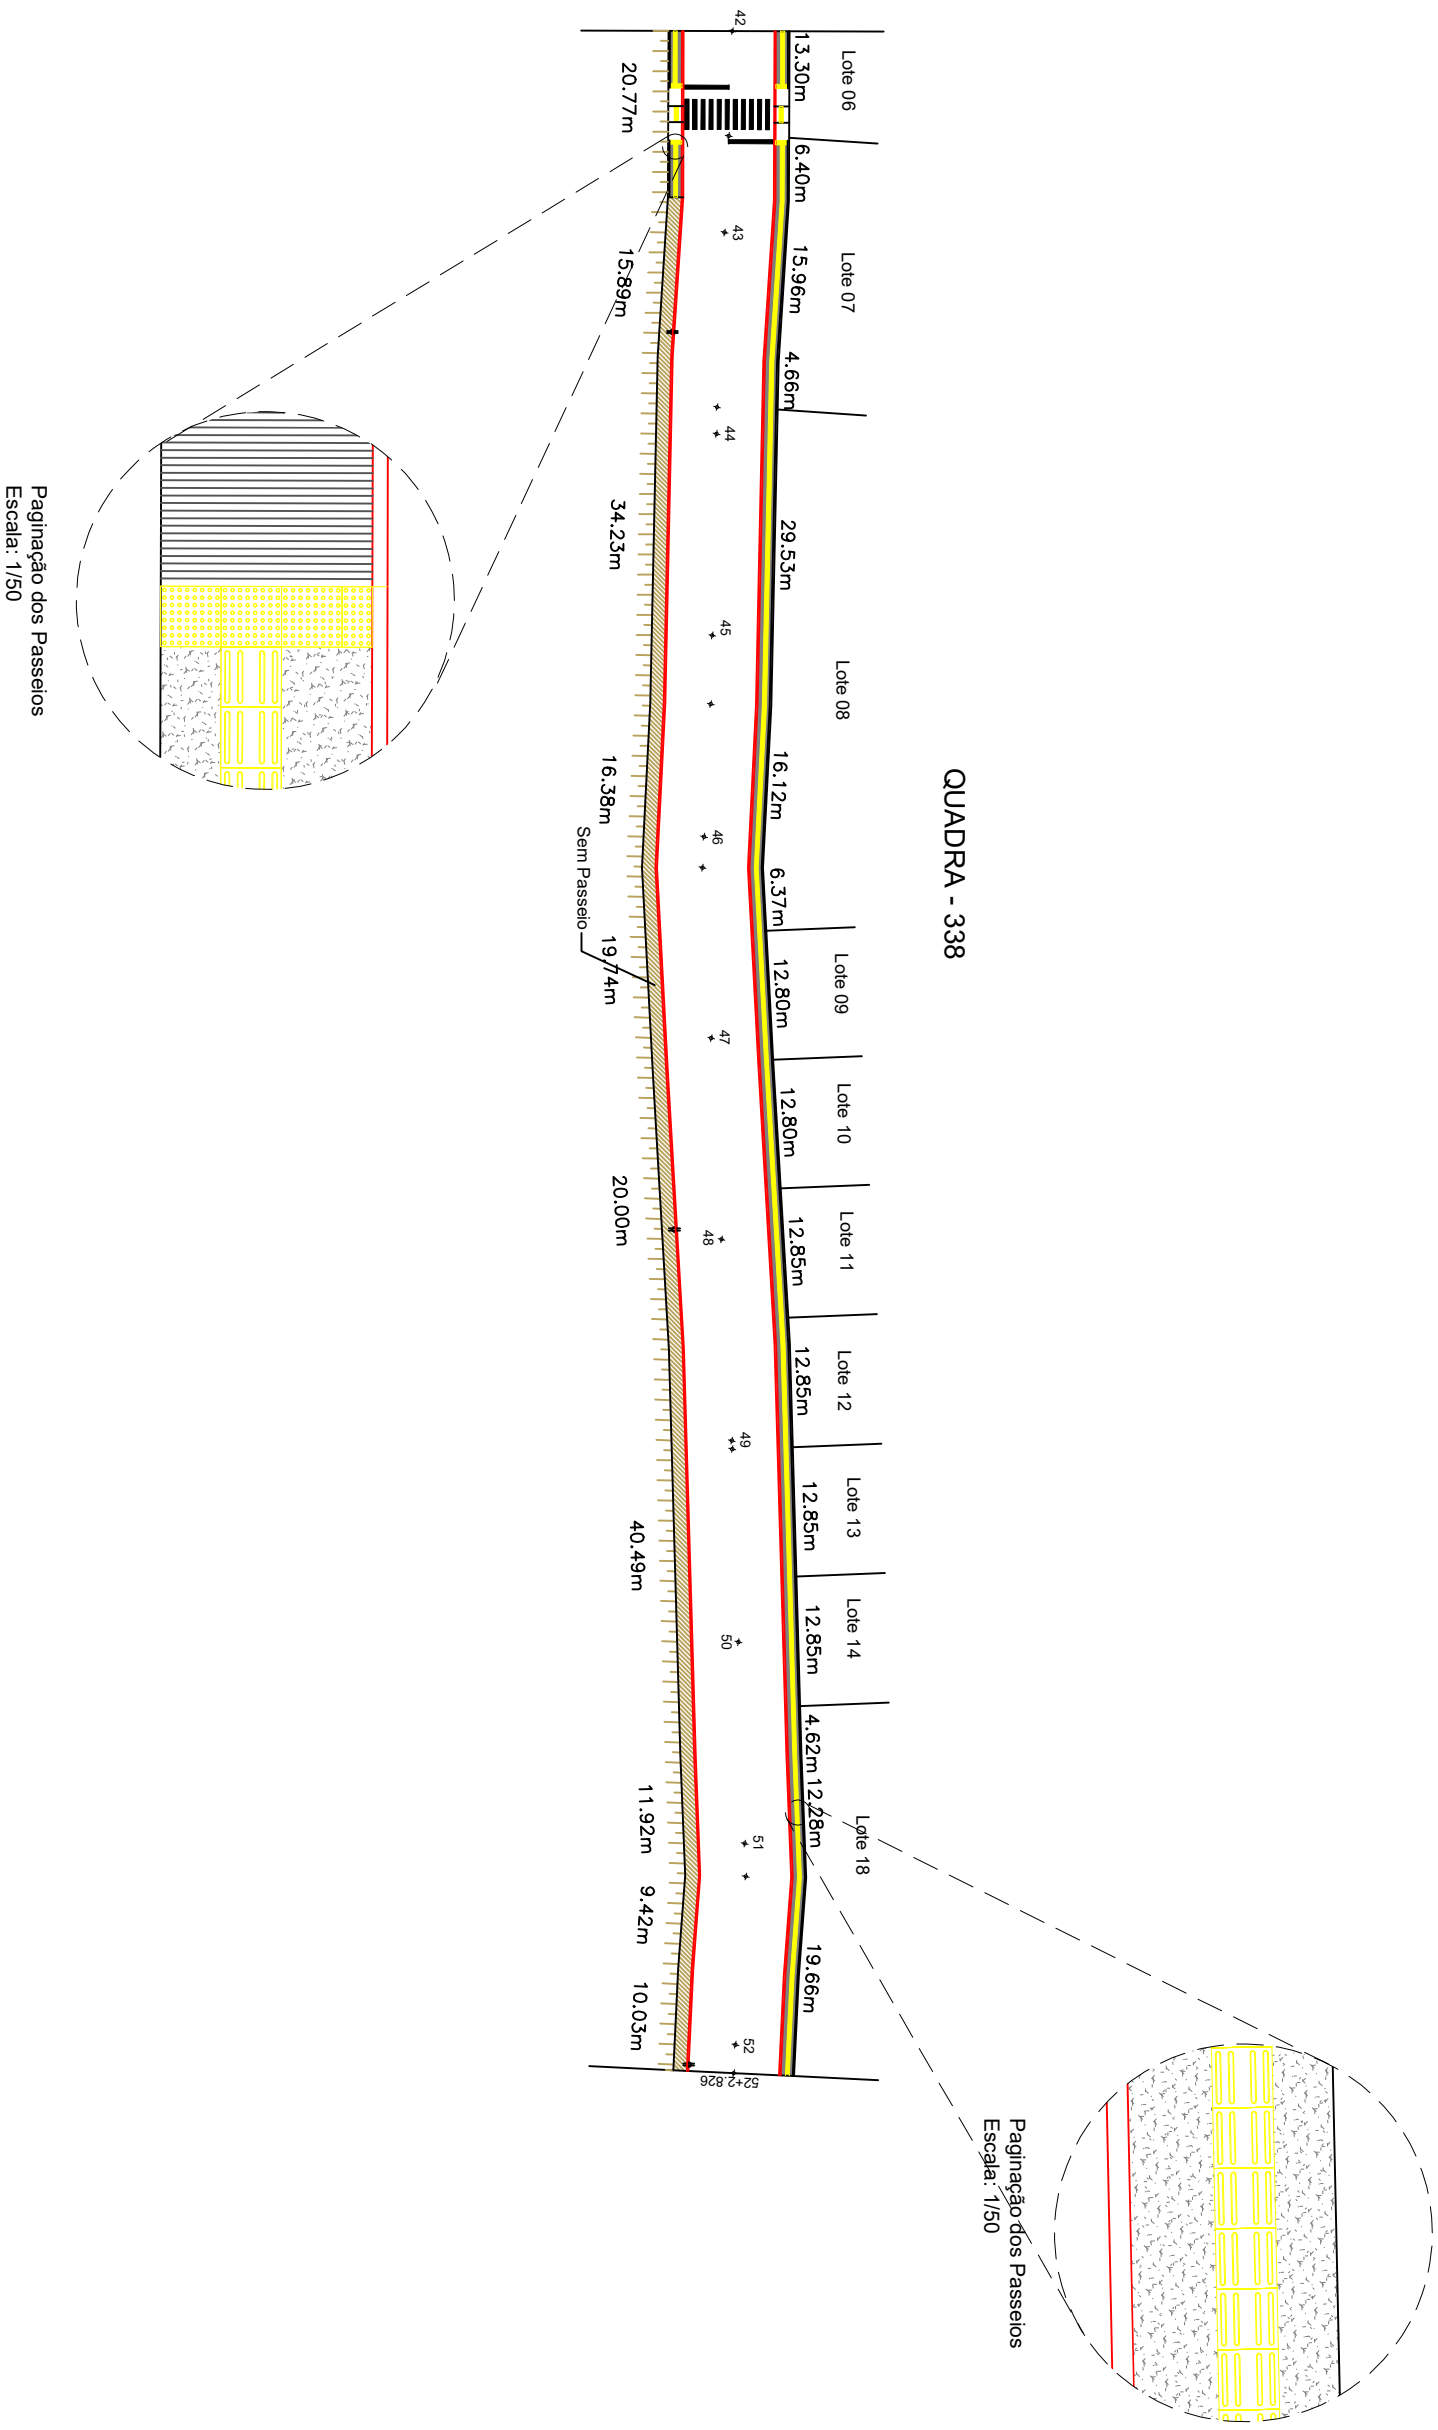 QUADRA - 338
Lote 06
Lote 07
Lote 08
Lote 09
Lote 10
Lote 11
Lote 12
Lote 13
Lote 14
Lote 18
13.30m
6.40m
15.96m
4.66m
29.53m
16.12m
6.37m
12.80m
12.80m
12.85m
12.85m
12.85m
12.85m
4.62m
12.28m
19.66m
42
43
44
45
46
47
48
49
50
51
52
52+2.826
20.77m
15.89m
34.23m
16.38m
19.74m
20.00m
40.49m
11.92m
9.42m
10.03m
Sem Passeio
Paginação dos Passeios
Escala: 1/50
Paginação dos Passeios
Escala: 1/50